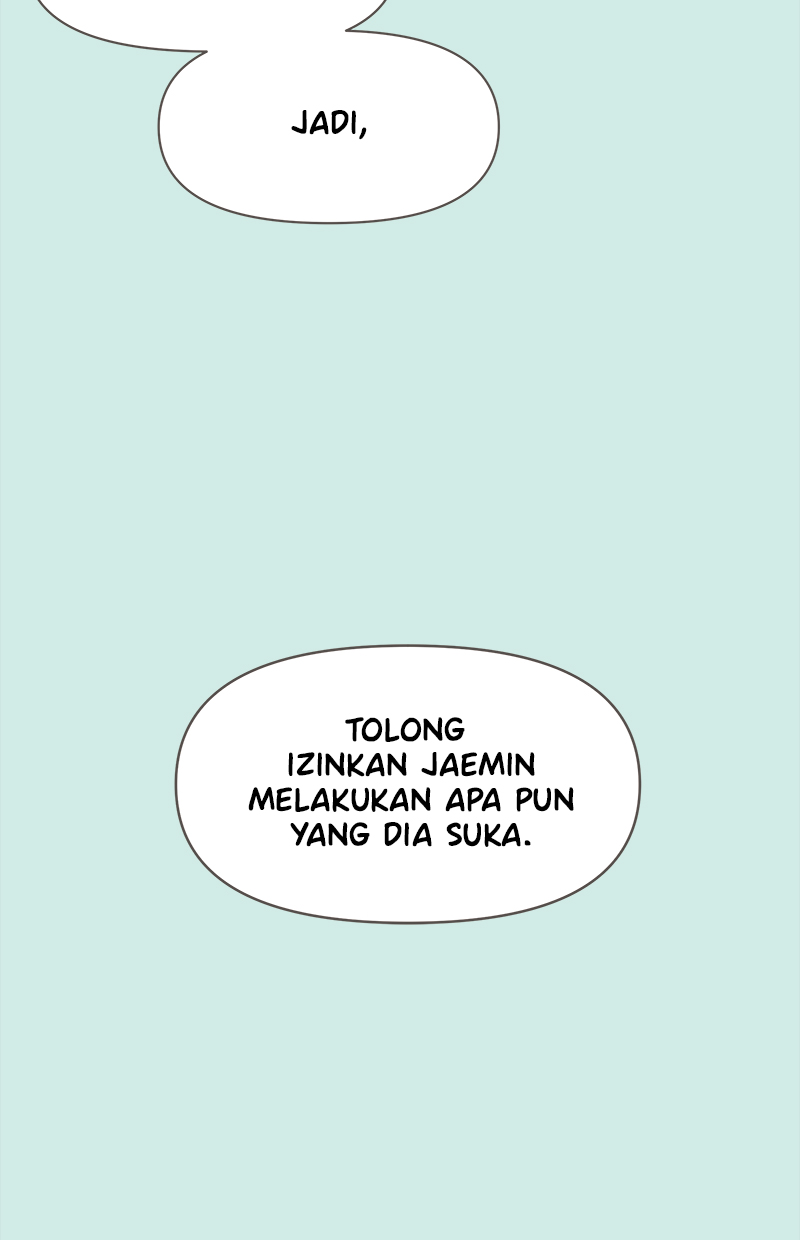 JADI,
TOLONG
IZINKAN JAEMIN
MELAKUKAN APA PUN
YANG DIA SUKA.